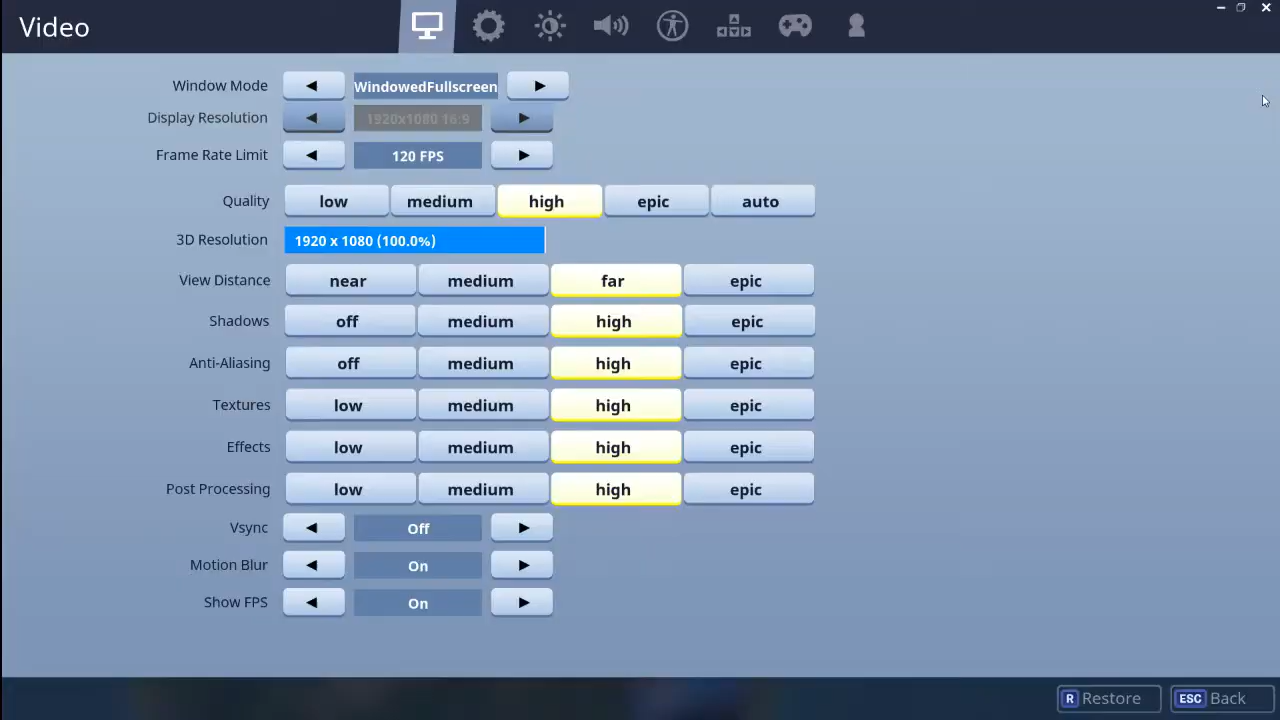 Video
Window Mode ◄ WindowedFullscreen ►
Display Resolution ◄ 1920x1080 16:9 ►
Frame Rate Limit ◄ 120 FPS ►
Quality low medium high epic auto
3D Resolution 1920 x 1080 (100.0%)
View Distance near medium far epic
Shadows off medium high epic
Anti-Aliasing off medium high epic
Textures low medium high epic
Effects low medium high epic
Post Processing low medium high epic
Vsync ◄ Off ►
Motion Blur ◄ On ►
Show FPS ◄ On ►
R Restore ESC Back